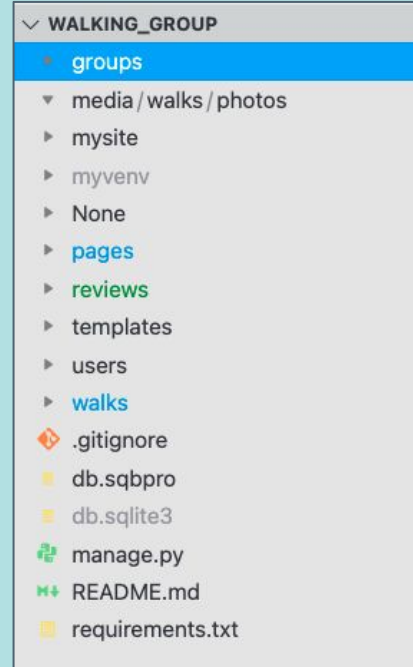 WALKING_GROUP
groups
media/walks/photos
mysite
myvenv
None
pages
reviews
templates
users
walks
.gitignore
db.sqbpro
db.sqlite3
manage.py
M↓ README.md
requirements.txt